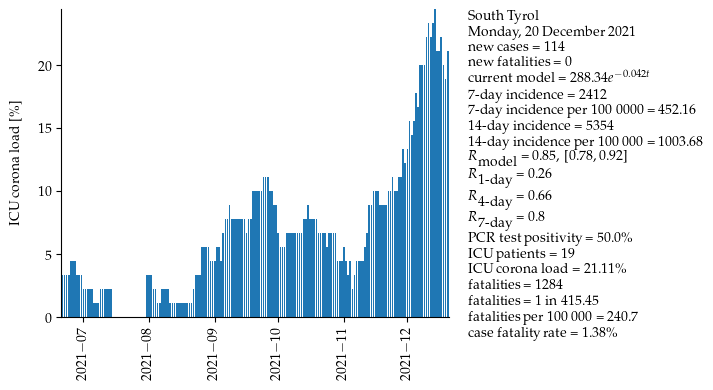 South Tyrol
Monday, 20 December 2021
new cases = 114
new fatalities = 0
current model = 288.34e^{−0.042t}
7-day incidence = 2412
7-day incidence per 100 0000 = 452.16
14-day incidence = 5354
14-day incidence per 100 000 = 1003.68
R_model = 0.85, [0.78, 0.92]
R_1-day = 0.26
R_4-day = 0.66
R_7-day = 0.8
PCR test positivity = 50.0%
ICU patients = 19
ICU corona load = 21.11%
fatalities = 1284
fatalities = 1 in 415.45
fatalities per 100 000 = 240.7
case fatality rate = 1.38%
ICU corona load [%]
20
15
10
5
0
2021−07
2021−08
2021−09
2021−10
2021−11
2021−12